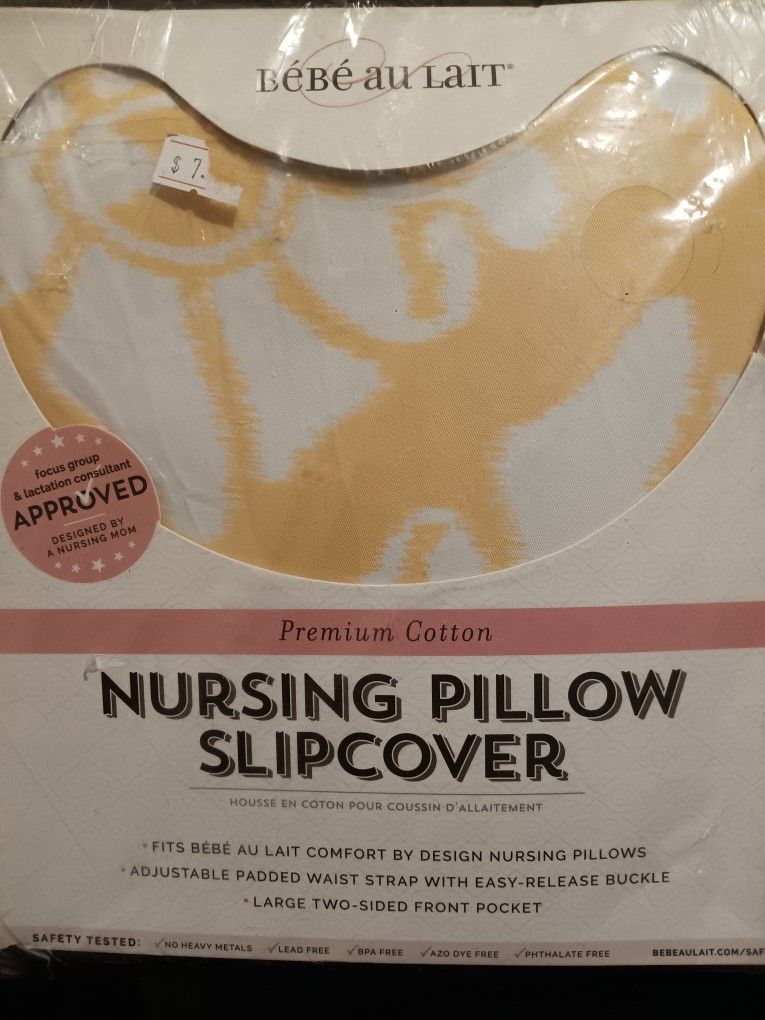 BéBé au Lait®
$ 7.
focus group
& lactation consultant
APPROVED
DESIGNED BY
A NURSING MOM
Premium Cotton
NURSING PILLOW
SLIPCOVER
HOUSSE EN COTON POUR COUSSIN D'ALLAITEMENT
• FITS BÉBÉ AU LAIT COMFORT BY DESIGN NURSING PILLOWS
• ADJUSTABLE PADDED WAIST STRAP WITH EASY-RELEASE BUCKLE
• LARGE TWO-SIDED FRONT POCKET
SAFETY TESTED: ✓NO HEAVY METALS ✓LEAD FREE ✓BPA FREE ✓AZO DYE FREE ✓PHTHALATE FREE BEBEAULAIT.COM/SAF